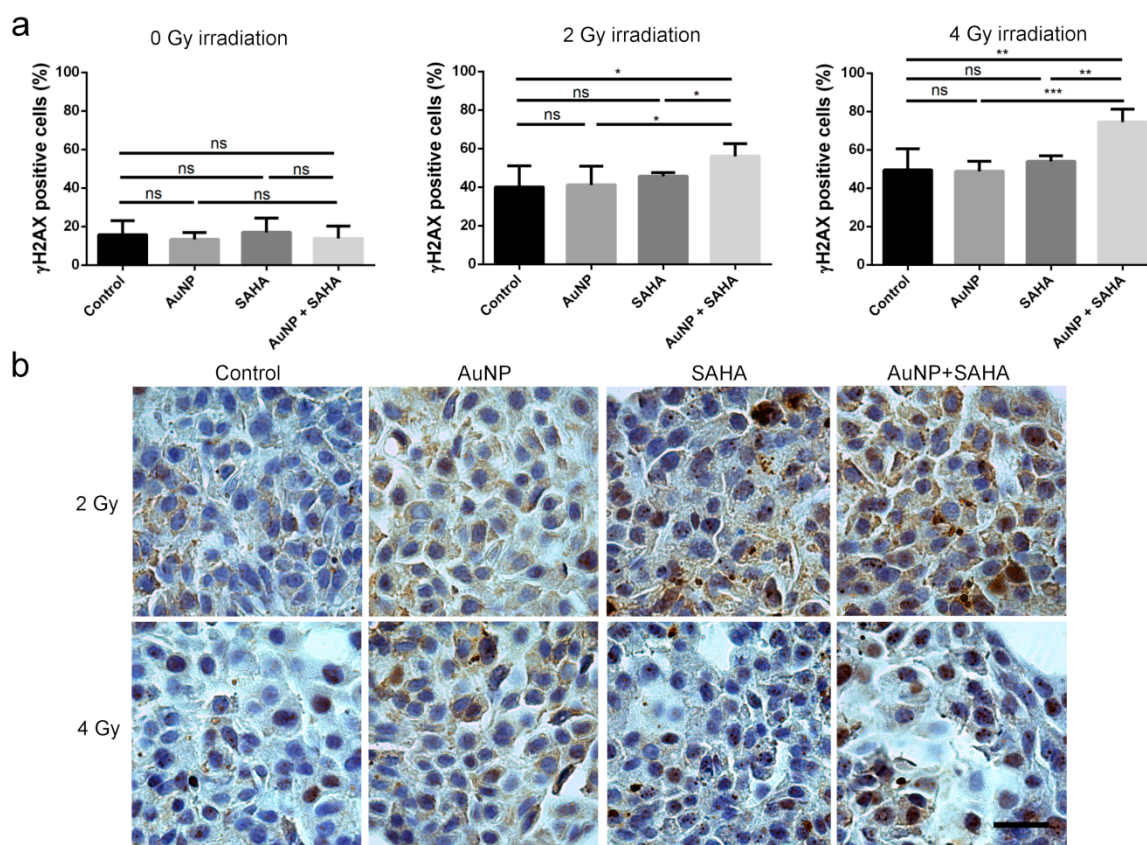 a
0 Gy irradiation
2 Gy irradiation
4 Gy irradiation
γH2AX positive cells (%)
100
80
60
40
20
0
ns
ns
ns
ns
ns
Control
AuNP
SAHA
AuNP + SAHA
γH2AX positive cells (%)
100
80
60
40
20
0
*
ns
*
ns
*
Control
AuNP
SAHA
AuNP + SAHA
γH2AX positive cells (%)
100
80
60
40
20
0
**
ns
**
ns
***
Control
AuNP
SAHA
AuNP + SAHA
b
Control
AuNP
SAHA
AuNP+SAHA
2 Gy
4 Gy